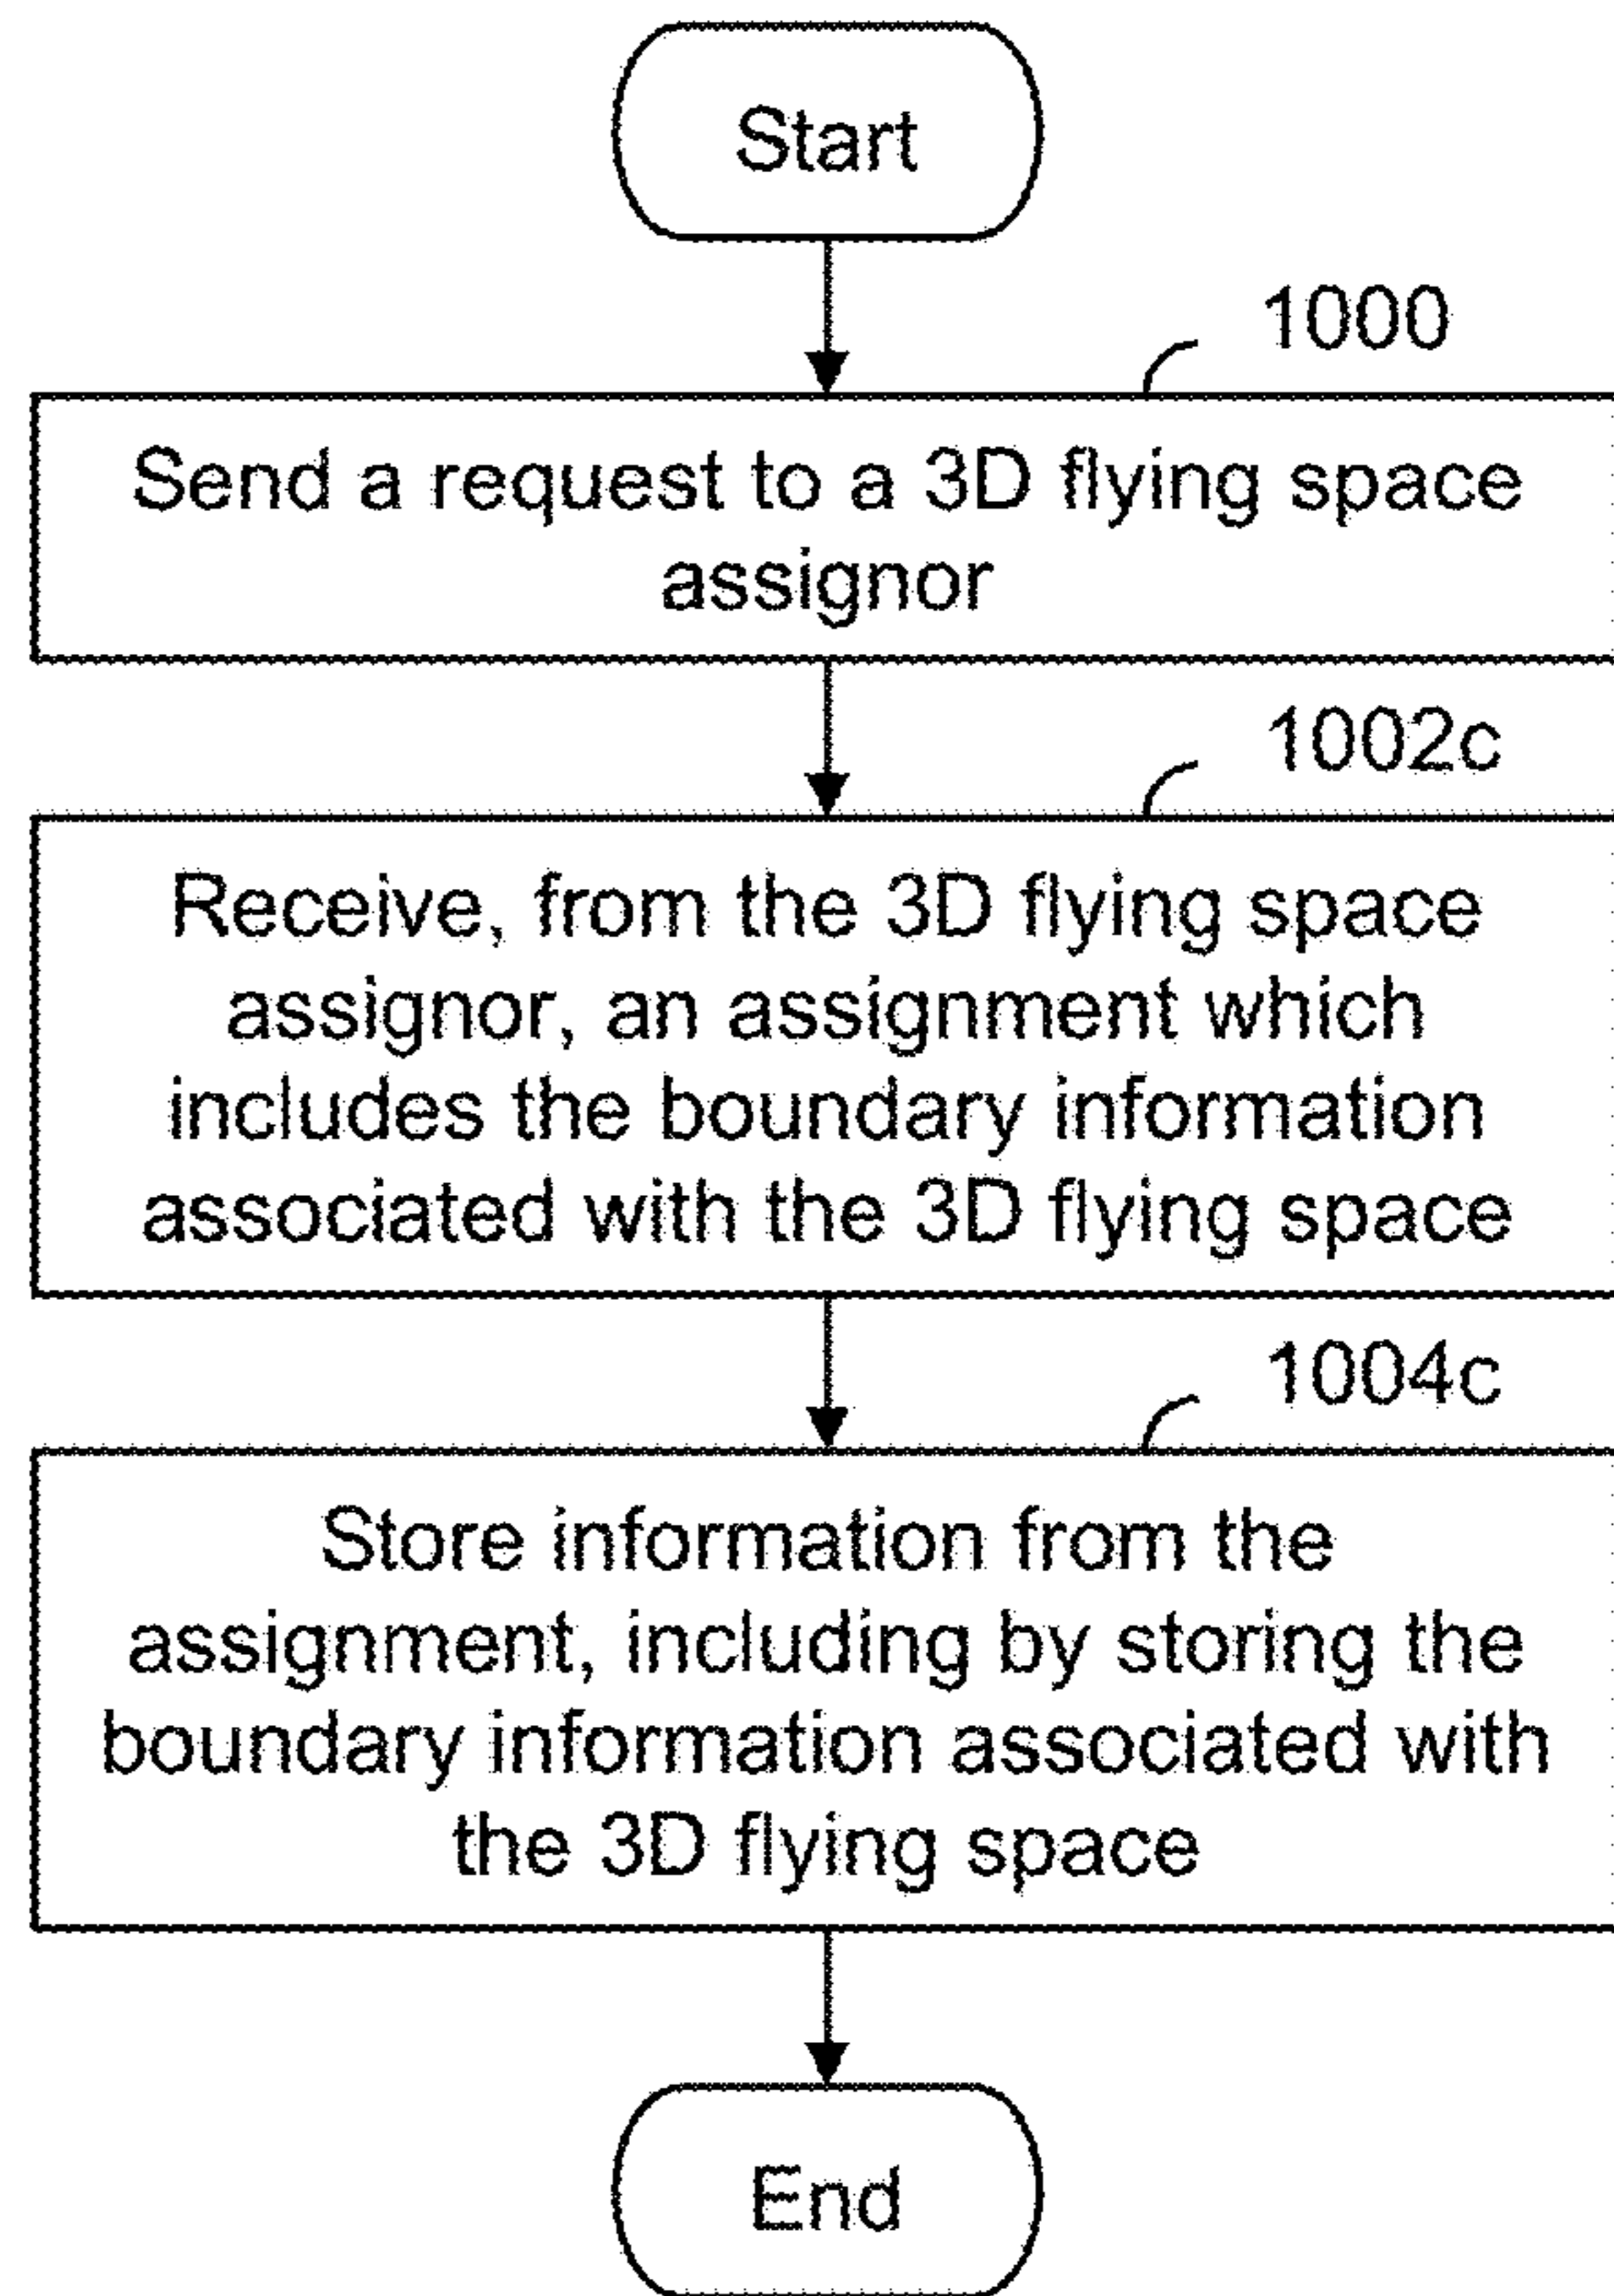 Start
1000
Send a request to a 3D flying space
assignor
1002c
Receive, from the 3D flying space
assignor, an assignment which
includes the boundary information
associated with the 3D flying space
1004c
Store information from the
assignment, including by storing the
boundary information associated with
the 3D flying space
End